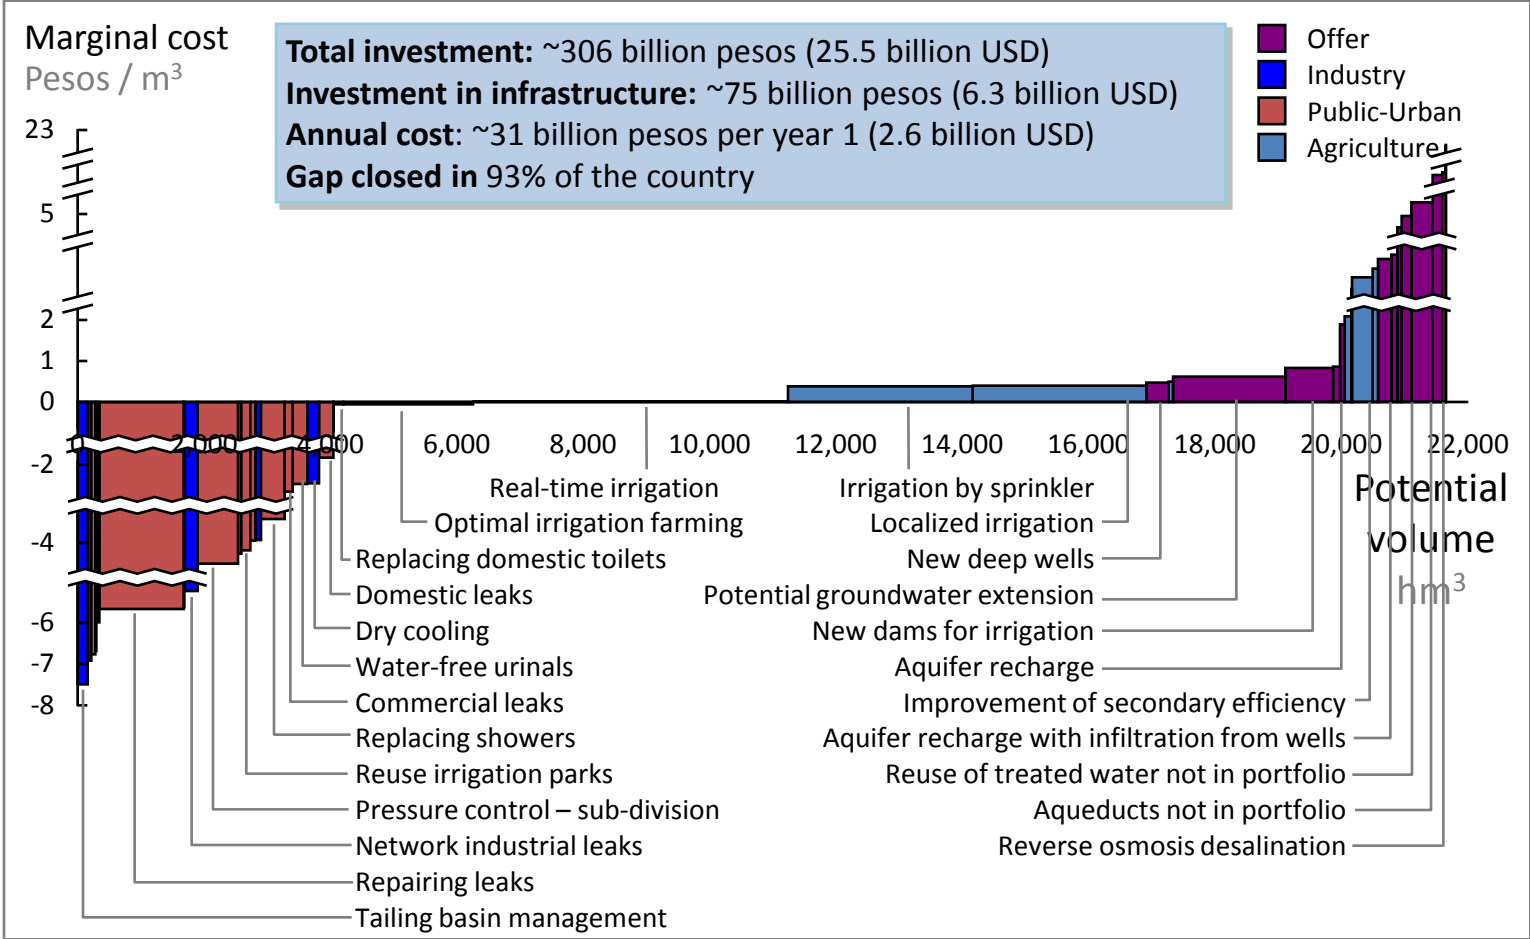 Marginal cost
Pesos / m³
Total investment: ~306 billion pesos (25.5 billion USD)
Investment in infrastructure: ~75 billion pesos (6.3 billion USD)
Annual cost: ~31 billion pesos per year 1 (2.6 billion USD)
Gap closed in 93% of the country
Offer
Industry
Public-Urban
Agriculture
23
5
2
1
0
-2
-4
-6
-7
-8
0 2,000 4,000 6,000 8,000 10,000 12,000 14,000 16,000 18,000 20,000 22,000
Potential
volume
hm³
Real-time irrigation
Optimal irrigation farming
Replacing domestic toilets
Domestic leaks
Dry cooling
Water-free urinals
Commercial leaks
Replacing showers
Reuse irrigation parks
Pressure control – sub-division
Network industrial leaks
Repairing leaks
Tailing basin management
Irrigation by sprinkler
Localized irrigation
New deep wells
Potential groundwater extension
New dams for irrigation
Aquifer recharge
Improvement of secondary efficiency
Aquifer recharge with infiltration from wells
Reuse of treated water not in portfolio
Aqueducts not in portfolio
Reverse osmosis desalination